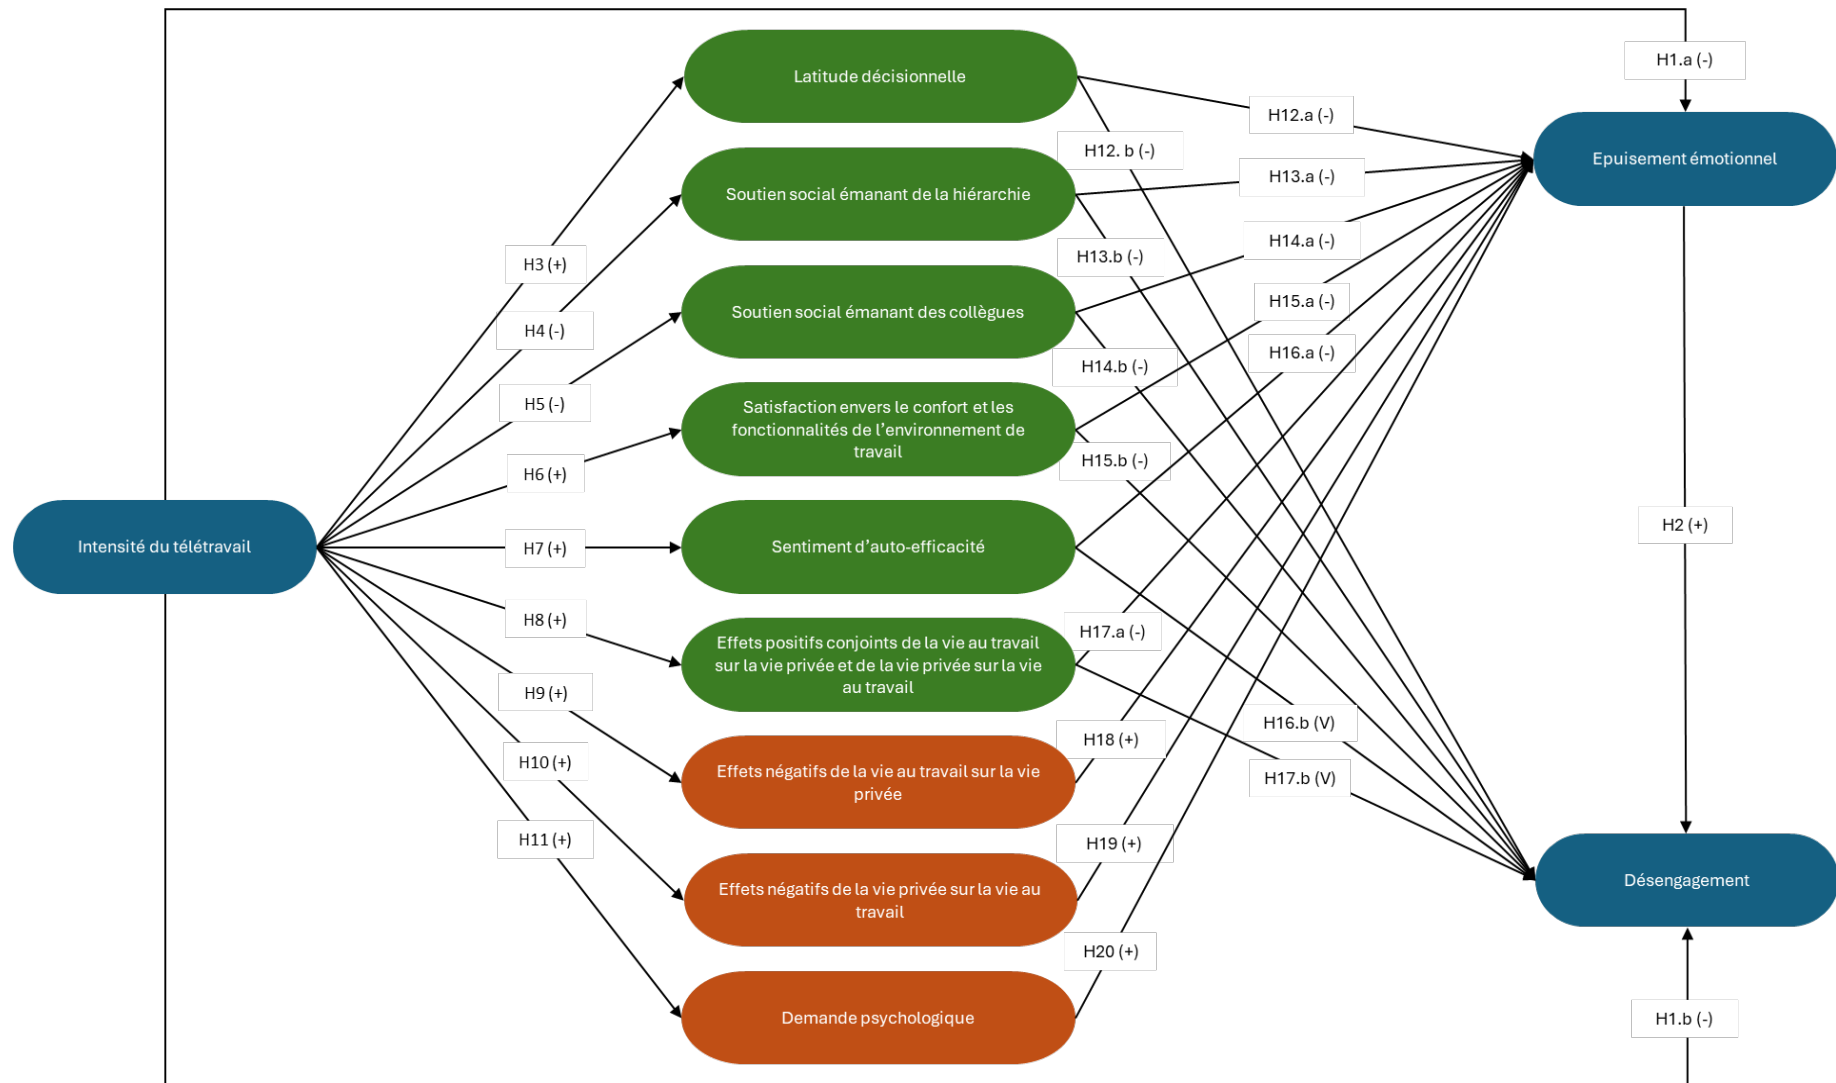 H1.a (-)
Latitude décisionnelle
H12.a (-)
H12. b (-)
Epuisement émotionnel
H13.a (-)
Soutien social émanant de la hiérarchie
H14.a (-)
H13.b (-)
H3 (+)
H15.a (-)
Soutien social émanant des collègues
H4 (-)
H16.a (-)
H14.b (-)
H5 (-)
Satisfaction envers le confort et les
fonctionnalités de l’environnement de
travail
H15.b (-)
H6 (+)
H2 (+)
Intensité du télétravail
H7 (+)
Sentiment d’auto-efficacité
H8 (+)
H17.a (-)
Effets positifs conjoints de la vie au travail
sur la vie privée et de la vie privée sur la vie
au travail
H9 (+)
H16.b (V)
H18 (+)
H10 (+)
Effets négatifs de la vie au travail sur la vie
privée
H17.b (V)
H11 (+)
H19 (+)
Effets négatifs de la vie privée sur la vie au
travail
Désengagement
H20 (+)
Demande psychologique
H1.b (-)